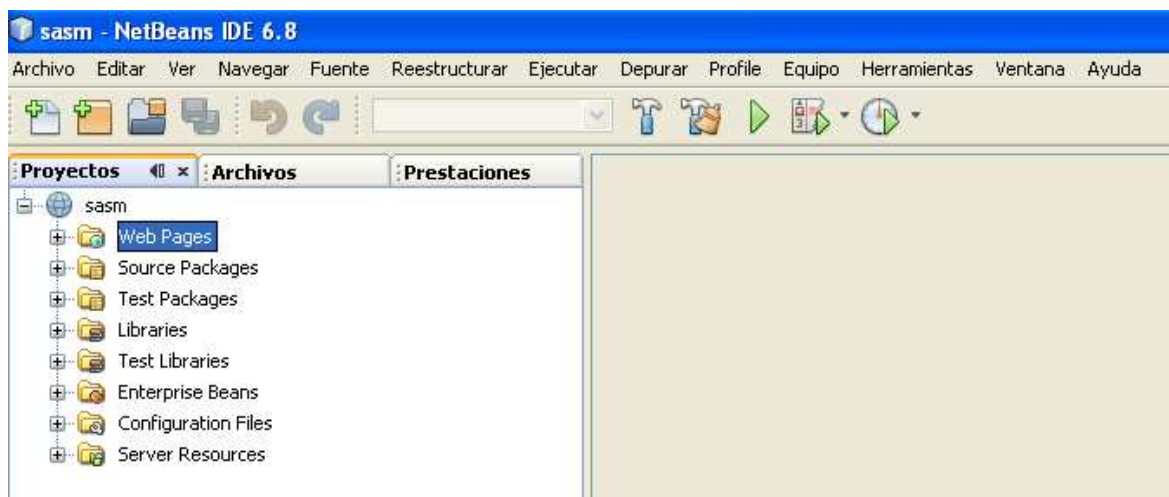 sasm - NetBeans IDE 6.8
Archivo Editar Ver Navegar Fuente Reestructurar Ejecutar Depurar Profile Equipo Herramientas Ventana Ayuda
Proyectos Archivos Prestaciones
sasm
Web Pages
Source Packages
Test Packages
Libraries
Test Libraries
Enterprise Beans
Configuration Files
Server Resources